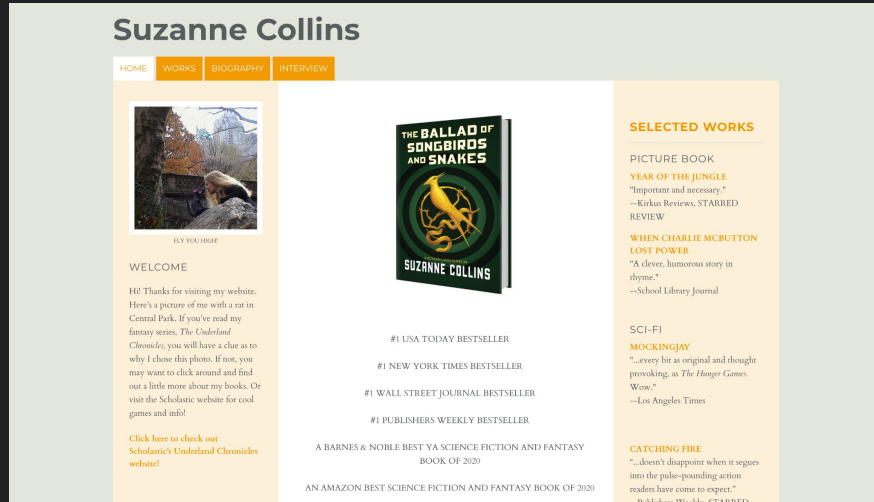 Suzanne Collins
HOME WORKS BIOGRAPHY INTERVIEW
FLY YOU HIGH!
WELCOME
Hi! Thanks for visiting my website.
Here's a picture of me with a rat in
Central Park. If you've read my
fantasy series, The Underland
Chronicles, you will have a clue as to
why I chose this photo. If not, you
may want to click around and find
out a little more about my books. Or
visit the Scholastic website for cool
games and info!
Click here to check out
Scholastic's Underland Chronicles
website!
THE BALLAD OF
SONGBIRDS
AND SNAKES
SUZANNE COLLINS
#1 USA TODAY BESTSELLER
#1 NEW YORK TIMES BESTSELLER
#1 WALL STREET JOURNAL BESTSELLER
#1 PUBLISHERS WEEKLY BESTSELLER
A BARNES & NOBLE BEST YA SCIENCE FICTION AND FANTASY
BOOK OF 2020
AN AMAZON BEST SCIENCE FICTION AND FANTASY BOOK OF 2020
SELECTED WORKS
PICTURE BOOK
YEAR OF THE JUNGLE
"Important and necessary."
--Kirkus Reviews, STARRED
REVIEW
WHEN CHARLIE MCBUTTON
LOST POWER
"A clever, humorous story in
rhyme."
--School Library Journal
SCI-FI
MOCKINGJAY
"...every bit as original and thought
provoking, as The Hunger Games.
Wow."
--Los Angeles Times
CATCHING FIRE
"...doesn't disappoint when it segues
into the pulse-pounding action
readers have come to expect."
--Publishers Weekly, STARRED